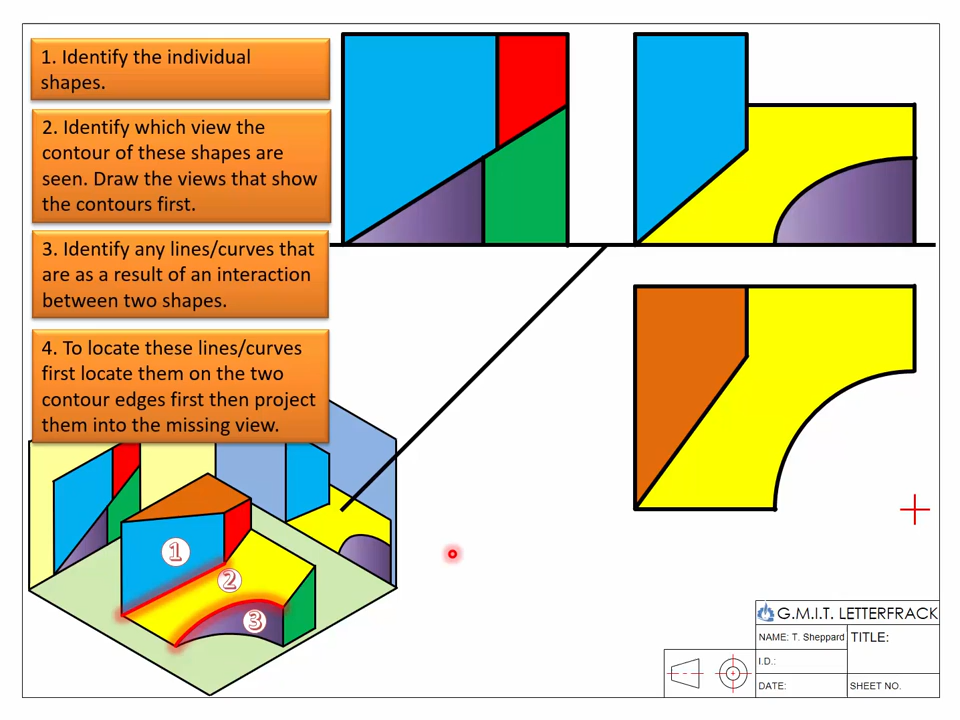 1. Identify the individual
shapes.
2. Identify which view the
contour of these shapes are
seen. Draw the views that show
the contours first.
3. Identify any lines/curves that
are as a result of an interaction
between two shapes.
4. To locate these lines/curves
first locate them on the two
contour edges first then project
them into the missing view.
1
2
3
G.M.I.T. LETTERFRACK
NAME: T. Sheppard
TITLE:
I.D.:
DATE:
SHEET NO.